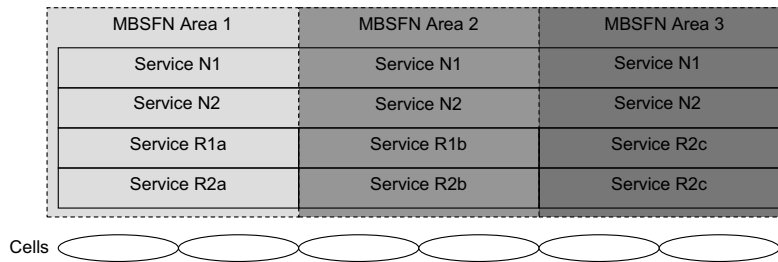 MBSFN Area 1 MBSFN Area 2 MBSFN Area 3
Service N1 Service N1 Service N1
Service N2 Service N2 Service N2
Service R1a Service R1b Service R2c
Service R2a Service R2b Service R2c
Cells